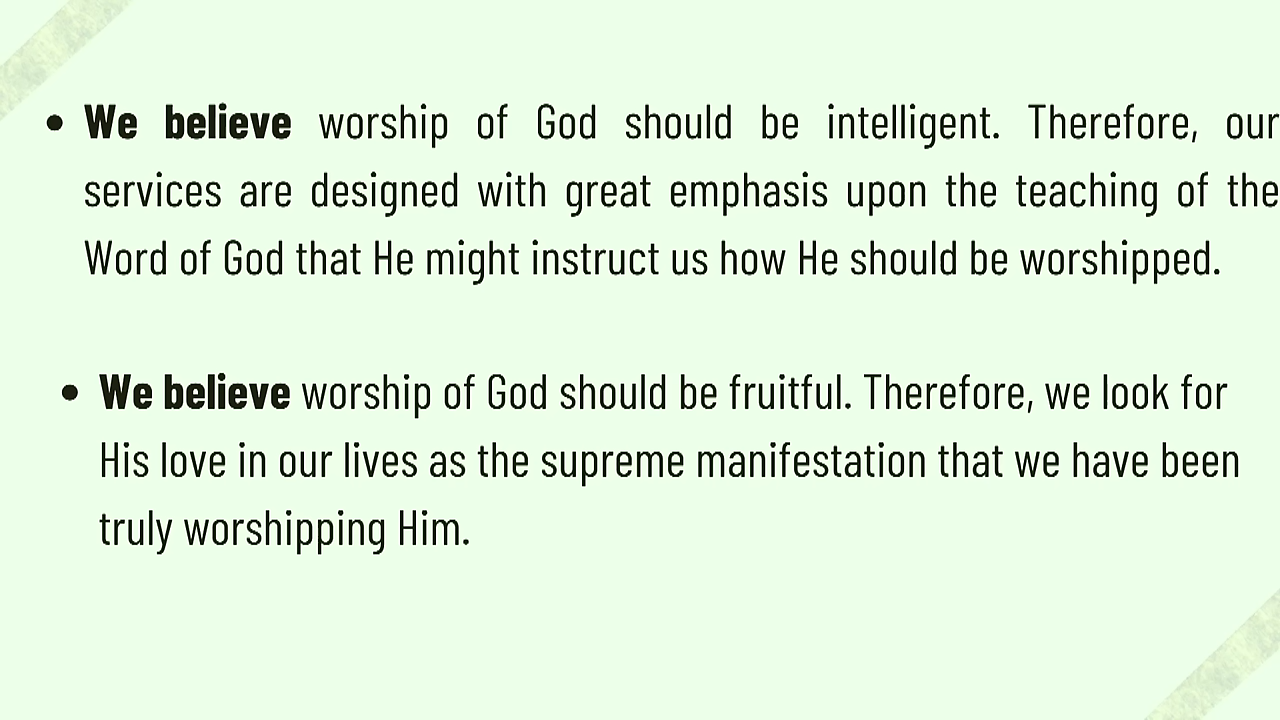 • We believe worship of God should be intelligent. Therefore, our
services are designed with great emphasis upon the teaching of the
Word of God that He might instruct us how He should be worshipped.
• We believe worship of God should be fruitful. Therefore, we look for
His love in our lives as the supreme manifestation that we have been
truly worshipping Him.